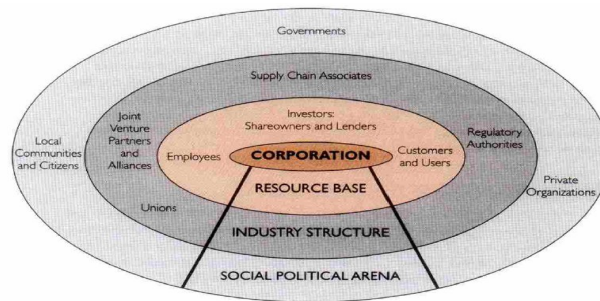 Governments
Supply Chain Associates
Joint
Venture
Partners
and
Alliances
Investors:
Shareowners and Lenders
Regulatory
Authorities
Local
Communities
and Citizens
Employees
CORPORATION
Customers
and Users
Private
Organizations
RESOURCE BASE
Unions
INDUSTRY STRUCTURE
SOCIAL POLITICAL ARENA